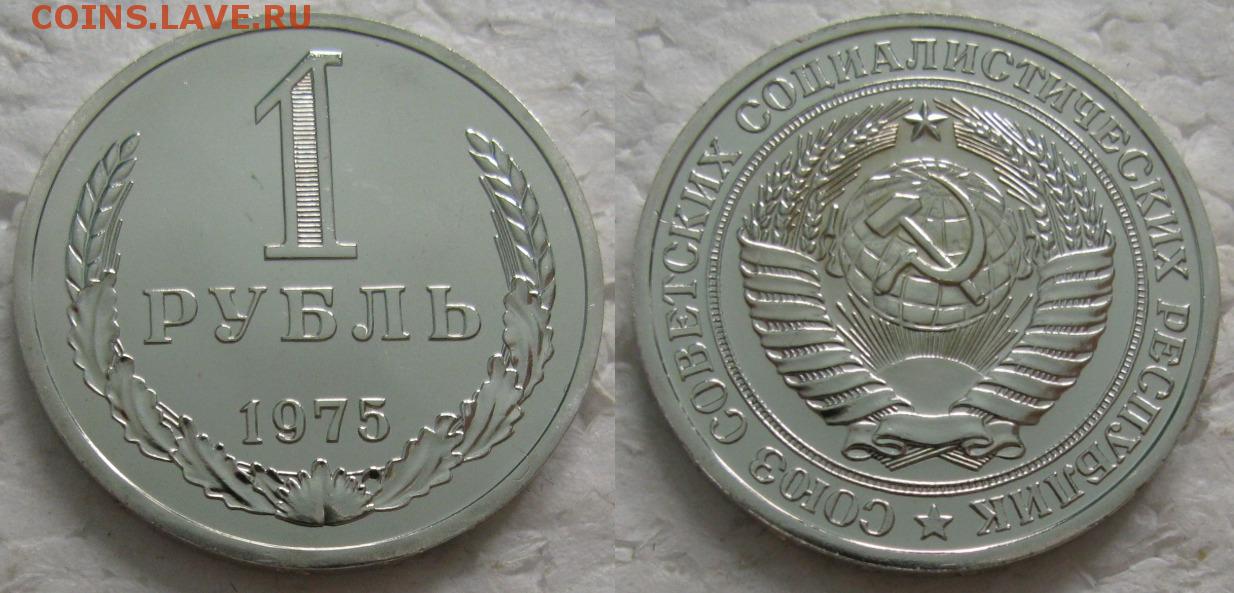 COINS.LAVE.RU
1
РУБЛЬ
1975
СОЮЗ СОВЕТСКИХ СОЦИАЛИСТИЧЕСКИХ РЕСПУБЛИК